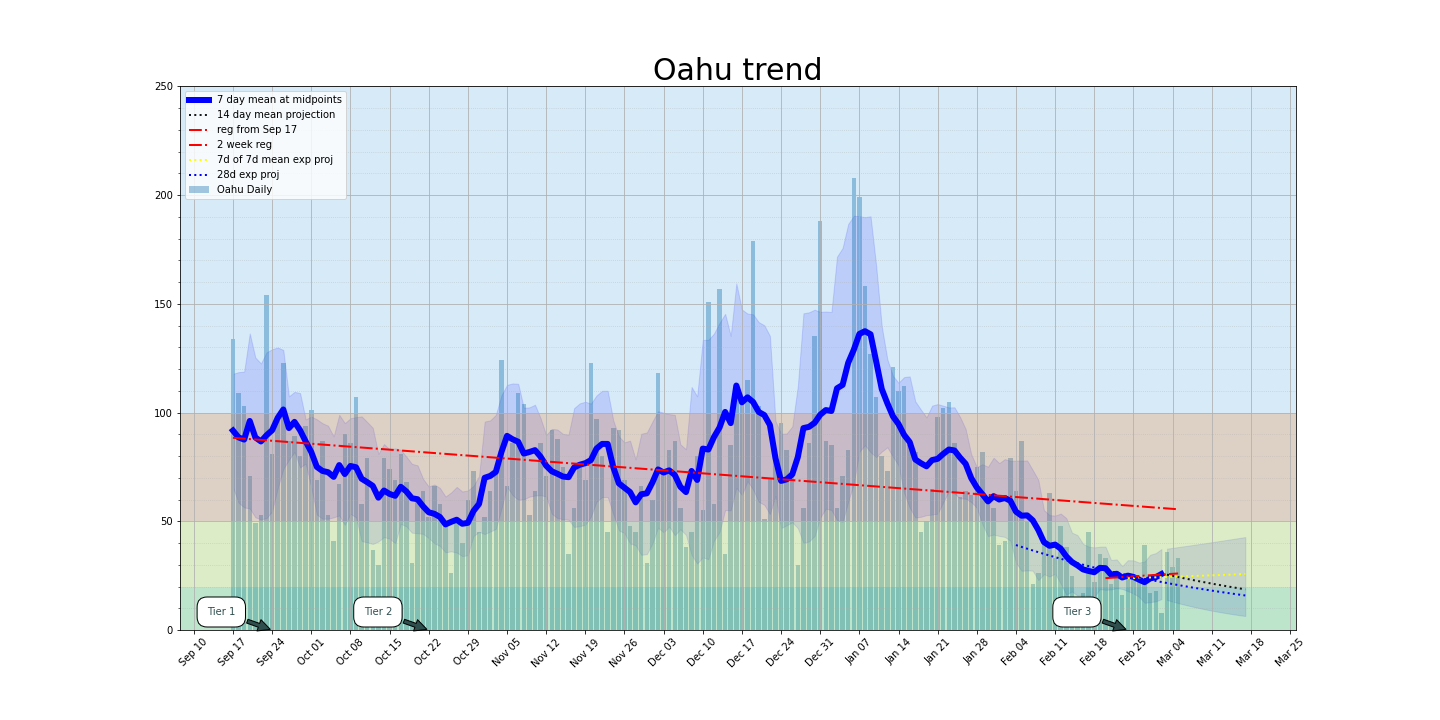 Oahu trend
250
200
150
100
50
0
7 day mean at midpoints
14 day mean projection
reg from Sep 17
2 week reg
7d of 7d mean exp proj
28d exp proj
Oahu Daily
Tier 1
Tier 2
Tier 3
Sep 10
Sep 17
Sep 24
Oct 01
Oct 08
Oct 15
Oct 22
Oct 29
Nov 05
Nov 12
Nov 19
Nov 26
Dec 03
Dec 10
Dec 17
Dec 24
Dec 31
Jan 07
Jan 14
Jan 21
Jan 28
Feb 04
Feb 11
Feb 18
Feb 25
Mar 04
Mar 11
Mar 18
Mar 25